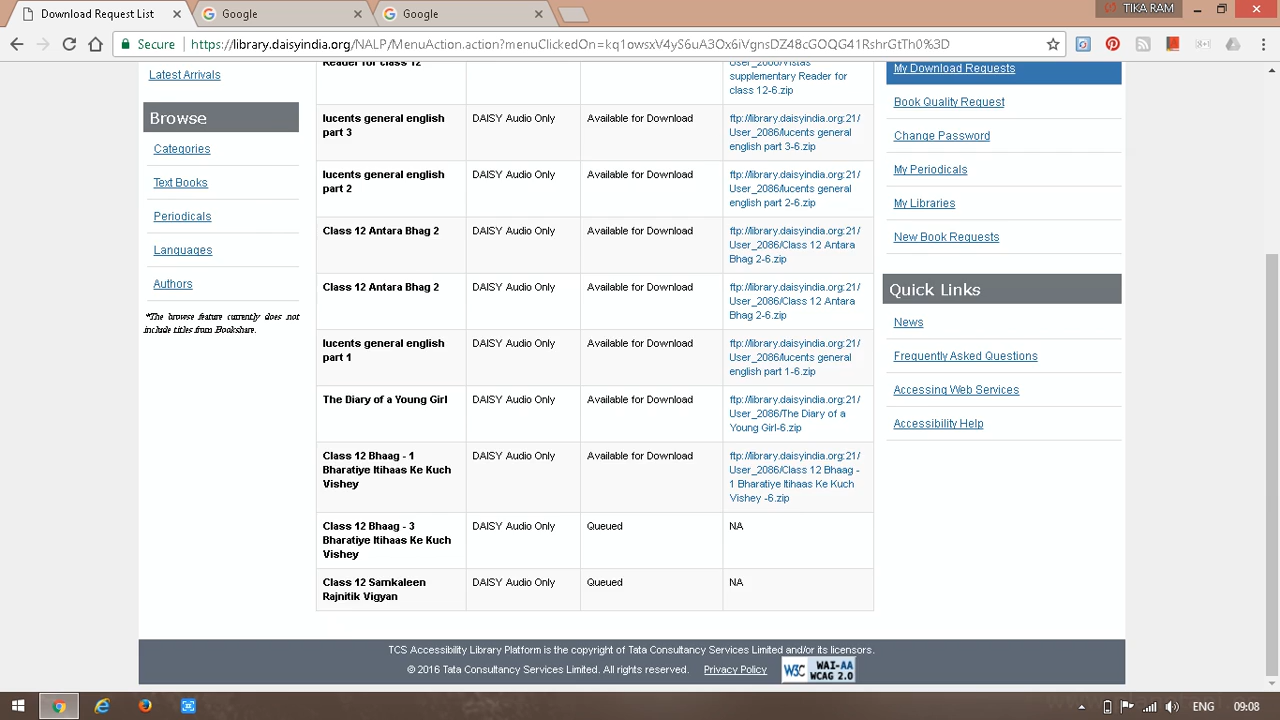 Download Request List
Google
Google
TIKA RAM
Secure
https://library.daisyindia.org/NALP/MenuAction.action?menuClickedOn=kq1owsxV4yS6uA3Ox6iVgnsDZ48cGOQG41RshrGtTh0%3D
Latest Arrivals
Browse
Categories
Text Books
Periodicals
Languages
Authors
*The browse feature currently does not
include titles from Bookshare.
Reader for class 12
User_2086/Vistas
supplementary Reader for
class 12-6.zip
lucents general english
part 3
DAISY Audio Only
Available for Download
ftp://library.daisyindia.org:21/
User_2086/lucents general
english part 3-6.zip
lucents general english
part 2
DAISY Audio Only
Available for Download
ftp://library.daisyindia.org:21/
User_2086/lucents general
english part 2-6.zip
Class 12 Antara Bhag 2
DAISY Audio Only
Available for Download
ftp://library.daisyindia.org:21/
User_2086/Class 12 Antara
Bhag 2-6.zip
Class 12 Antara Bhag 2
DAISY Audio Only
Available for Download
ftp://library.daisyindia.org:21/
User_2086/Class 12 Antara
Bhag 2-6.zip
lucents general english
part 1
DAISY Audio Only
Available for Download
ftp://library.daisyindia.org:21/
User_2086/lucents general
english part 1-6.zip
The Diary of a Young Girl
DAISY Audio Only
Available for Download
ftp://library.daisyindia.org:21/
User_2086/The Diary of a
Young Girl-6.zip
Class 12 Bhaag - 1
Bharatiye Itihaas Ke Kuch
Vishey
DAISY Audio Only
Available for Download
ftp://library.daisyindia.org:21/
User_2086/Class 12 Bhaag -
1 Bharatiye Itihaas Ke Kuch
Vishey -6.zip
Class 12 Bhaag - 3
Bharatiye Itihaas Ke Kuch
Vishey
DAISY Audio Only
Queued
NA
Class 12 Samkaleen
Rajnitik Vigyan
DAISY Audio Only
Queued
NA
My Download Requests
Book Quality Request
Change Password
My Periodicals
My Libraries
New Book Requests
Quick Links
News
Frequently Asked Questions
Accessing Web Services
Accessibility Help
TCS Accessibility Library Platform is the copyright of Tata Consultancy Services Limited and/or its licensors.
© 2016 Tata Consultancy Services Limited. All rights reserved.
Privacy Policy
W3C WAI-AA
WCAG 2.0
ENG
09:08